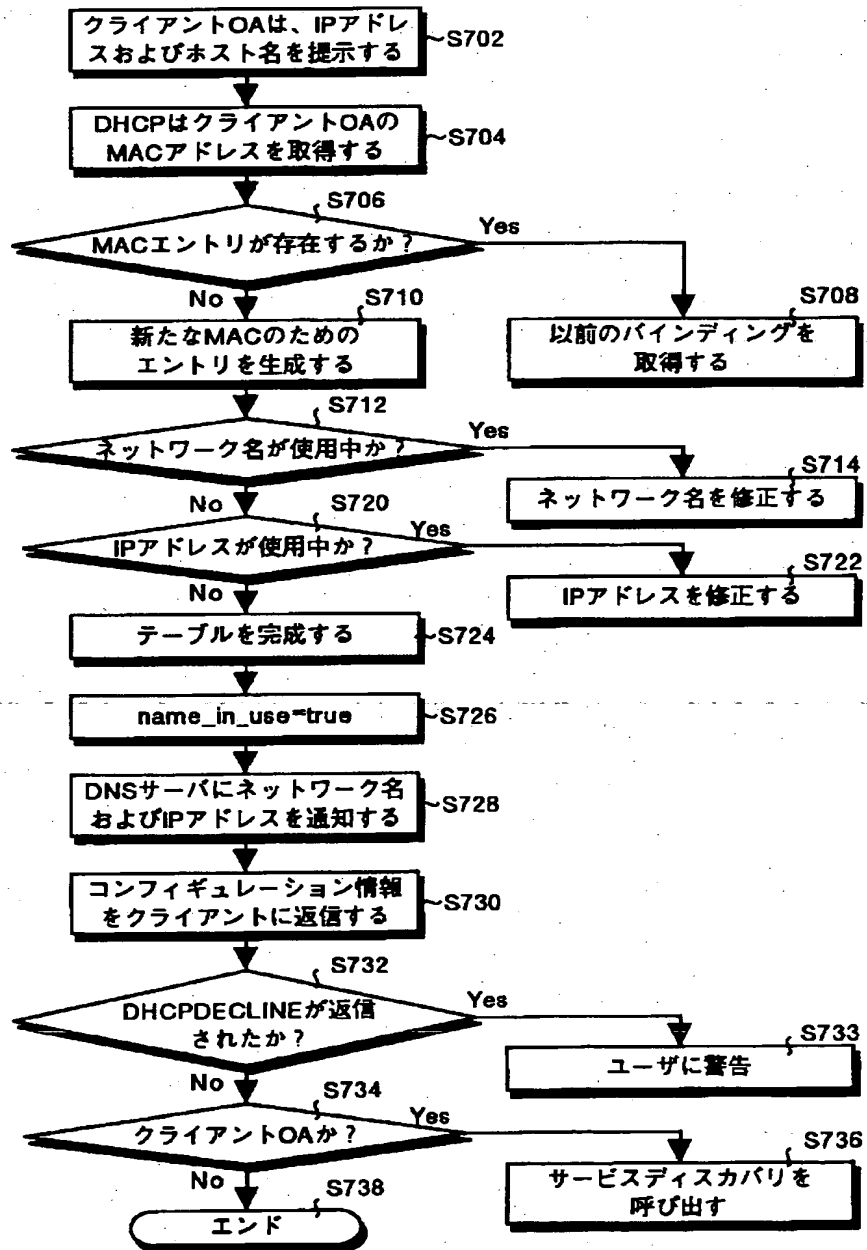 クライアントOAは、IPアドレ
スおよびホスト名を提示する
S702
DHCPはクライアントOAの
MACアドレスを取得する
S704
S706
MACエントリが存在するか？
Yes
No
S710
新たなMACのための
エントリを生成する
S708
以前のバインディングを
取得する
S712
ネットワーク名が使用中か？
Yes
No
S714
ネットワーク名を修正する
S720
IPアドレスが使用中か？
Yes
No
S722
IPアドレスを修正する
テーブルを完成する
S724
name_in_use=true
S726
DNSサーバにネットワーク名
およびIPアドレスを通知する
S728
コンフィギュレーション情報
をクライアントに返信する
S730
S732
DHCPDECLINEが返信
されたか？
Yes
No
S733
ユーザに警告
S734
クライアントOAか？
Yes
No
S736
サービスディスカバリを
呼び出す
S738
エンド